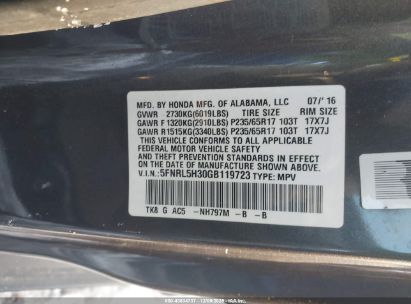 MFD. BY HONDA MFG. OF ALABAMA, LLC 07/'16
GVWR 2730KG(6019LBS) TIRE SIZE RIM SIZE
GAWR F 1320KG(2910LBS) P235/65R17 103T 17X7J
GAWR R1515KG(3340LBS) P235/65R17 103T 17X7J
THIS VEHICLE CONFORMS TO ALL APPLICABLE
FEDERAL MOTOR VEHICLE SAFETY
AND THEFT PREVENTION STANDARDS IN EFFECT
ON THE DATE OF MANUFACTURE SHOWN ABOVE.
V.I.N.: 5FNRL5H30GB119723 TYPE: MPV
TK8 G AC5 -NH797M -B -B